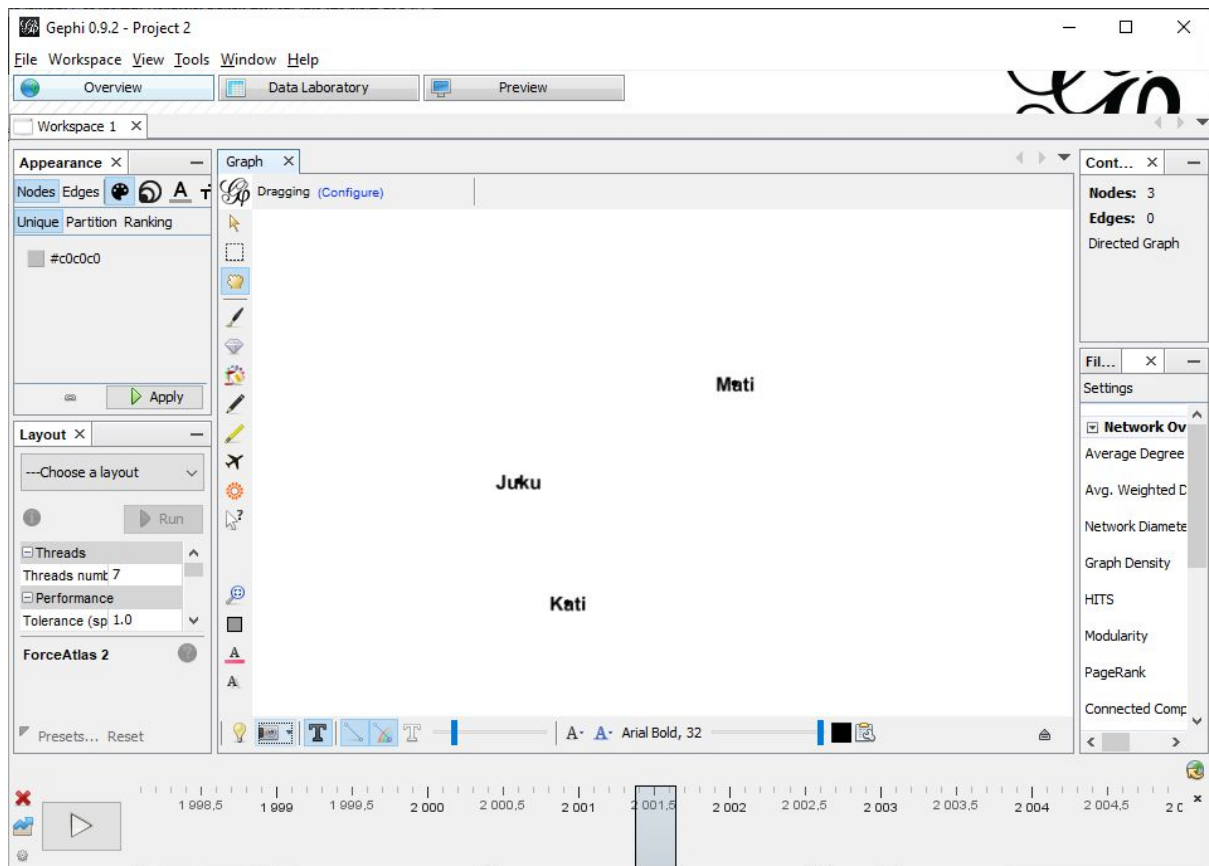 Gephi 0.9.2 - Project 2
File Workspace View Tools Window Help
Overview Data Laboratory Preview
Workspace 1
Appearance
Nodes Edges
Unique Partition Ranking
#c0c0c0
Apply
Layout
---Choose a layout
Run
Threads
Threads numb 7
Performance
Tolerance (sp 1.0
ForceAtlas 2
Presets... Reset
Graph
Dragging (Configure)
Mati
Juku
Kati
Arial Bold, 32
Cont...
Nodes: 3
Edges: 0
Directed Graph
Fil...
Settings
Network Ov
Average Degree
Avg. Weighted D
Network Diamete
Graph Density
HITS
Modularity
PageRank
Connected Comp
1 998,5 1 999 1 999,5 2 000 2 000,5 2 001 2 001,5 2 002 2 002,5 2 003 2 003,5 2 004 2 004,5